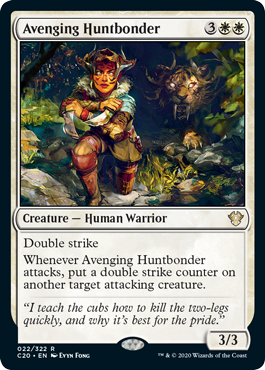 Avenging Huntbonder 3
Creature — Human Warrior
Double strike
Whenever Avenging Huntbonder
attacks, put a double strike counter on
another target attacking creature.
“I teach the cubs how to kill the two-legs
quickly, and why it’s best for the pride.”
3/3
022/322 R
C20 • EN Evyn Fong
™ & © 2020 Wizards of the Coast